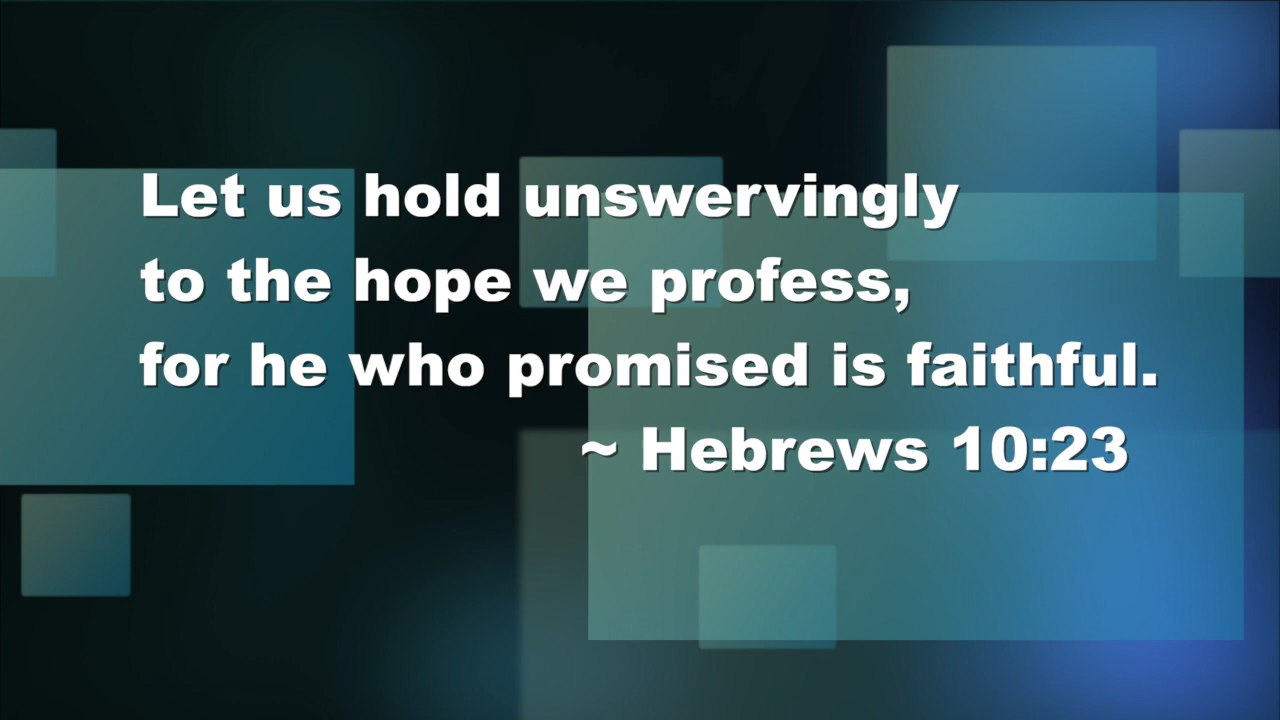 Let us hold unswervingly
to the hope we profess,
for he who promised is faithful.
~ Hebrews 10:23